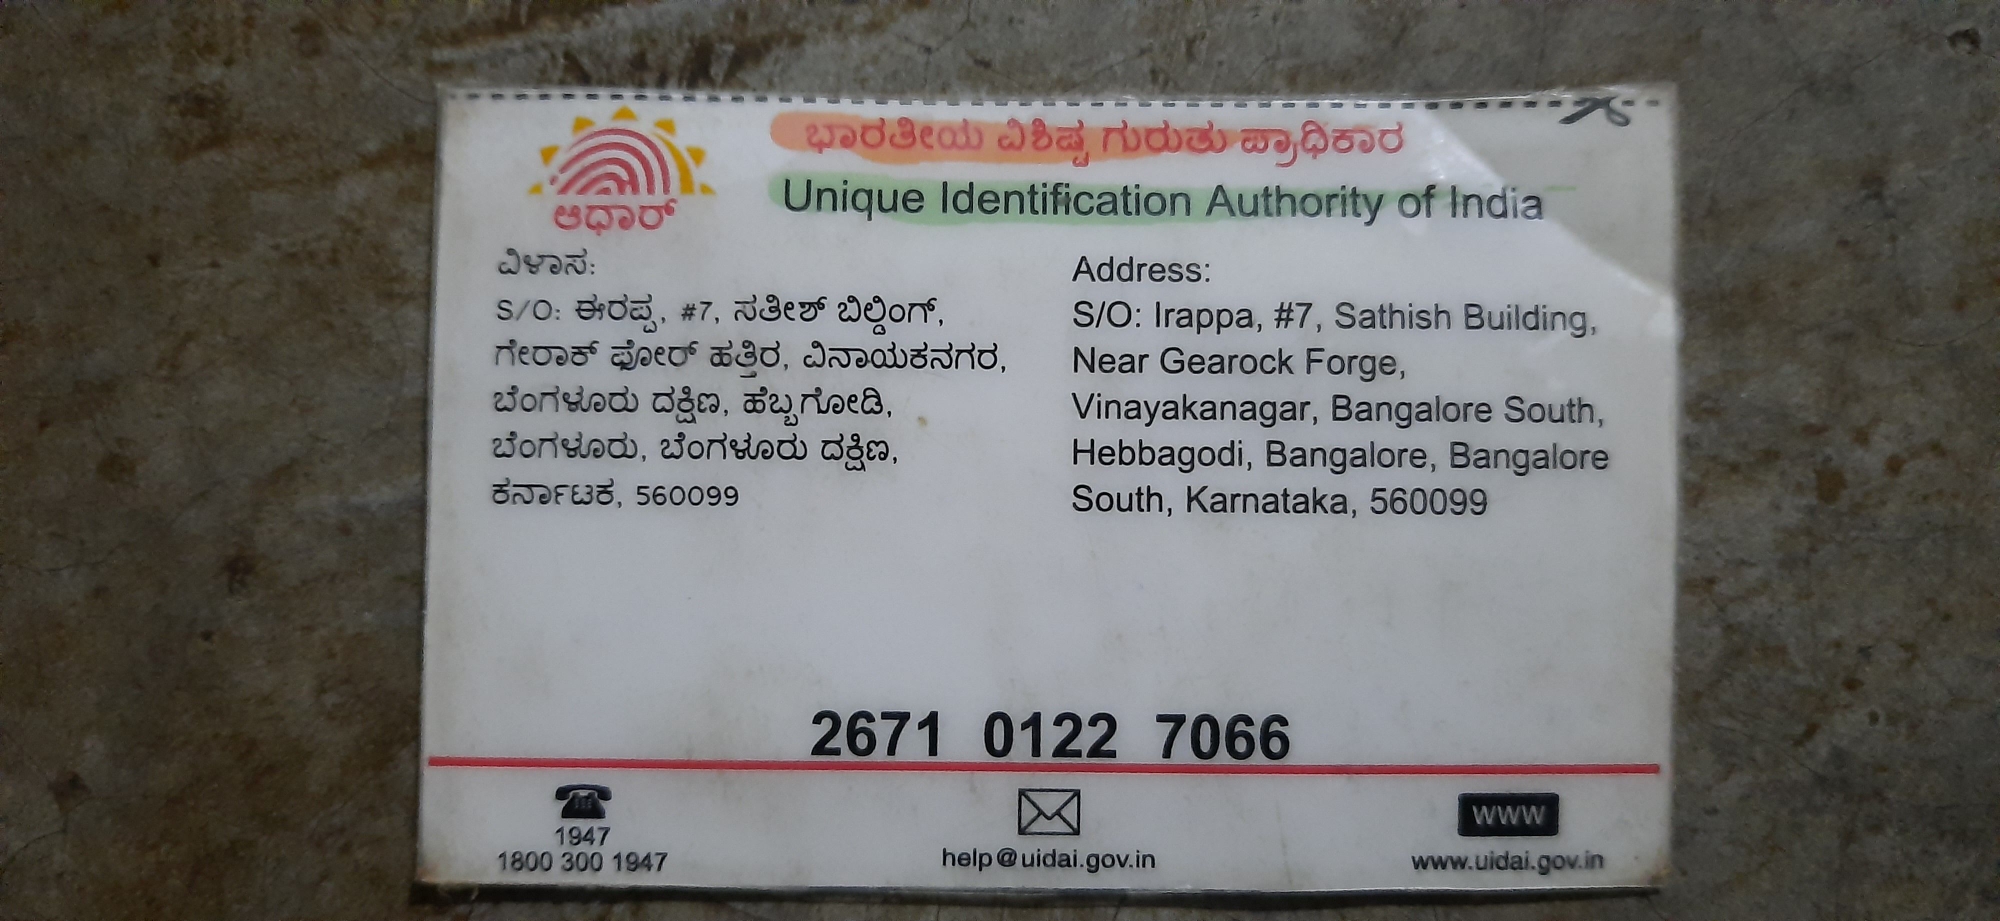 ಭಾರತೀಯ ವಿಶಿಷ್ಟ ಗುರುತು ಪ್ರಾಧಿಕಾರ
Unique Identification Authority of India
ಆಧಾರ್
ವಿಳಾಸ:
S/O: ಈರಪ್ಪ, #7, ಸತೀಶ್ ಬಿಲ್ಡಿಂಗ್,
ಗೇರಾಕ್ ಫೋರ್ ಹತ್ತಿರ, ವಿನಾಯಕನಗರ,
ಬೆಂಗಳೂರು ದಕ್ಷಿಣ, ಹೆಬ್ಬಗೋಡಿ,
ಬೆಂಗಳೂರು, ಬೆಂಗಳೂರು ದಕ್ಷಿಣ,
ಕರ್ನಾಟಕ, 560099
Address:
S/O: Irappa, #7, Sathish Building,
Near Gearock Forge,
Vinayakanagar, Bangalore South,
Hebbagodi, Bangalore, Bangalore
South, Karnataka, 560099
2671 0122 7066
1947
1800 300 1947
help@uidai.gov.in
www
www.uidai.gov.in